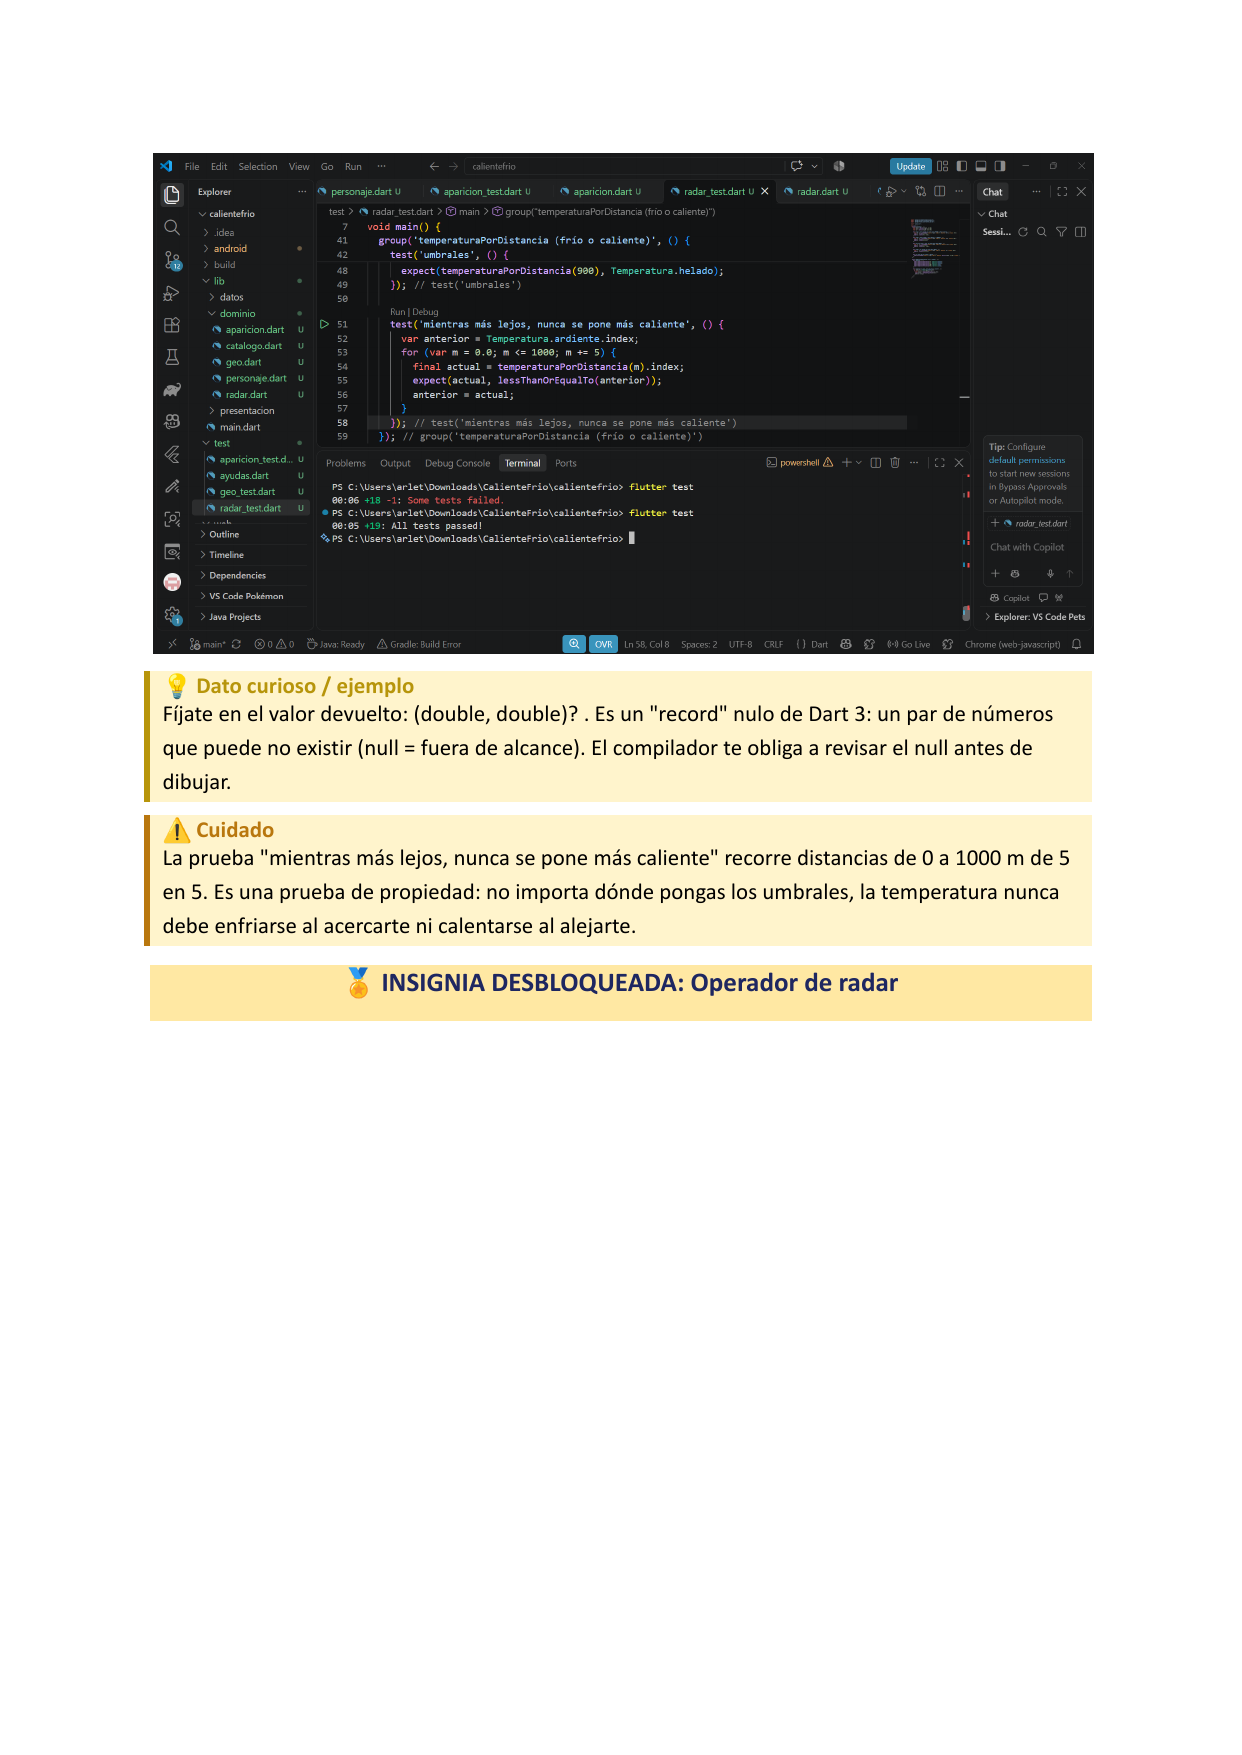 File Edit Selection View Go Run ··· calientefrio Update
Explorer ···
personaje.dart U aparicion_test.dart U aparicion.dart U radar_test.dart U radar.dart U
Chat ···
test > radar_test.dart > main > group("temperaturaPorDistancia (frío o caliente)")
calientefrio
.idea
android
build
lib
datos
dominio
aparicion.dart U
catalogo.dart U
geo.dart U
personaje.dart U
radar.dart U
presentacion
main.dart
test
aparicion_test.d... U
ayudas.dart U
geo_test.dart U
radar_test.dart U
Outline
Timeline
Dependencies
VS Code Pokémon
Java Projects
7 void main() {
41 group('temperaturaPorDistancia (frío o caliente)', () {
42 test('umbrales', () {
48 expect(temperaturaPorDistancia(900), Temperatura.helado);
49 }); // test('umbrales')
50
Run | Debug
51 test('mientras más lejos, nunca se pone más caliente', () {
52 var anterior = Temperatura.ardiente.index;
53 for (var m = 0.0; m <= 1000; m += 5) {
54 final actual = temperaturaPorDistancia(m).index;
55 expect(actual, lessThanOrEqualTo(anterior));
56 anterior = actual;
57 }
58 }); // test('mientras más lejos, nunca se pone más caliente')
59 }); // group('temperaturaPorDistancia (frío o caliente)')
Problems Output Debug Console Terminal Ports powershell
PS C:\Users\arlet\Downloads\CalienteFrio\calientefrio> flutter test
00:06 +18 -1: Some tests failed.
PS C:\Users\arlet\Downloads\CalienteFrio\calientefrio> flutter test
00:05 +19: All tests passed!
PS C:\Users\arlet\Downloads\CalienteFrio\calientefrio>
Chat
Sessi...
Tip: Configure
default permissions
to start new sessions
in Bypass Approvals
or Autopilot mode.
radar_test.dart
Chat with Copilot
Copilot
Explorer: VS Code Pets
12
1
main* 0 0 Java: Ready Gradle: Build Error OVR Ln 58, Col 8 Spaces: 2 UTF-8 CRLF { } Dart Go Live Chrome (web-javascript)
💡 Dato curioso / ejemplo
Fíjate en el valor devuelto: (double, double)? . Es un "record" nulo de Dart 3: un par de números
que puede no existir (null = fuera de alcance). El compilador te obliga a revisar el null antes de
dibujar.
⚠️ Cuidado
La prueba "mientras más lejos, nunca se pone más caliente" recorre distancias de 0 a 1000 m de 5
en 5. Es una prueba de propiedad: no importa dónde pongas los umbrales, la temperatura nunca
debe enfriarse al acercarte ni calentarse al alejarte.
🏅 INSIGNIA DESBLOQUEADA: Operador de radar